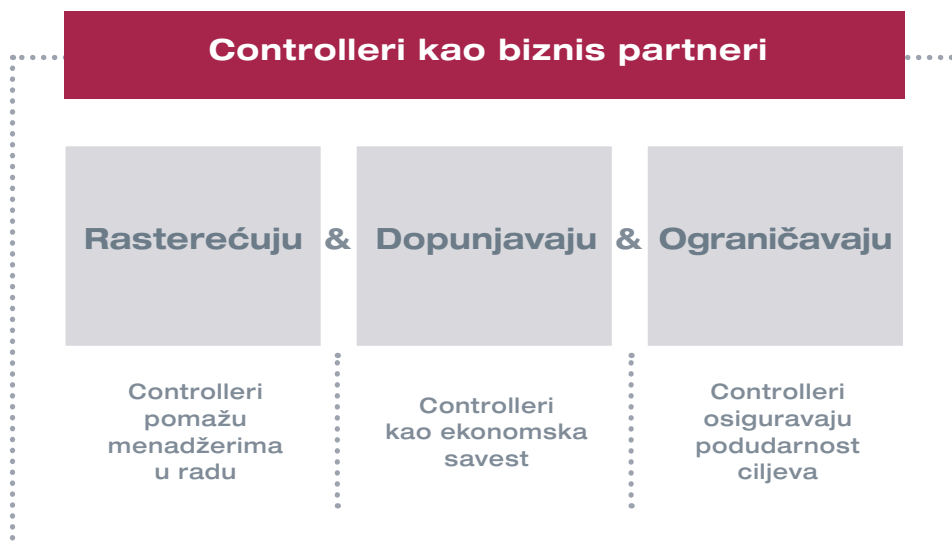 Controlleri kao biznis partneri
Rasterećuju & Dopunjavaju & Ograničavaju
Controlleri
pomažu
menadžerima
u radu
Controlleri
kao ekonomska
savest
Controlleri
osiguravaju
podudarnost
ciljeva